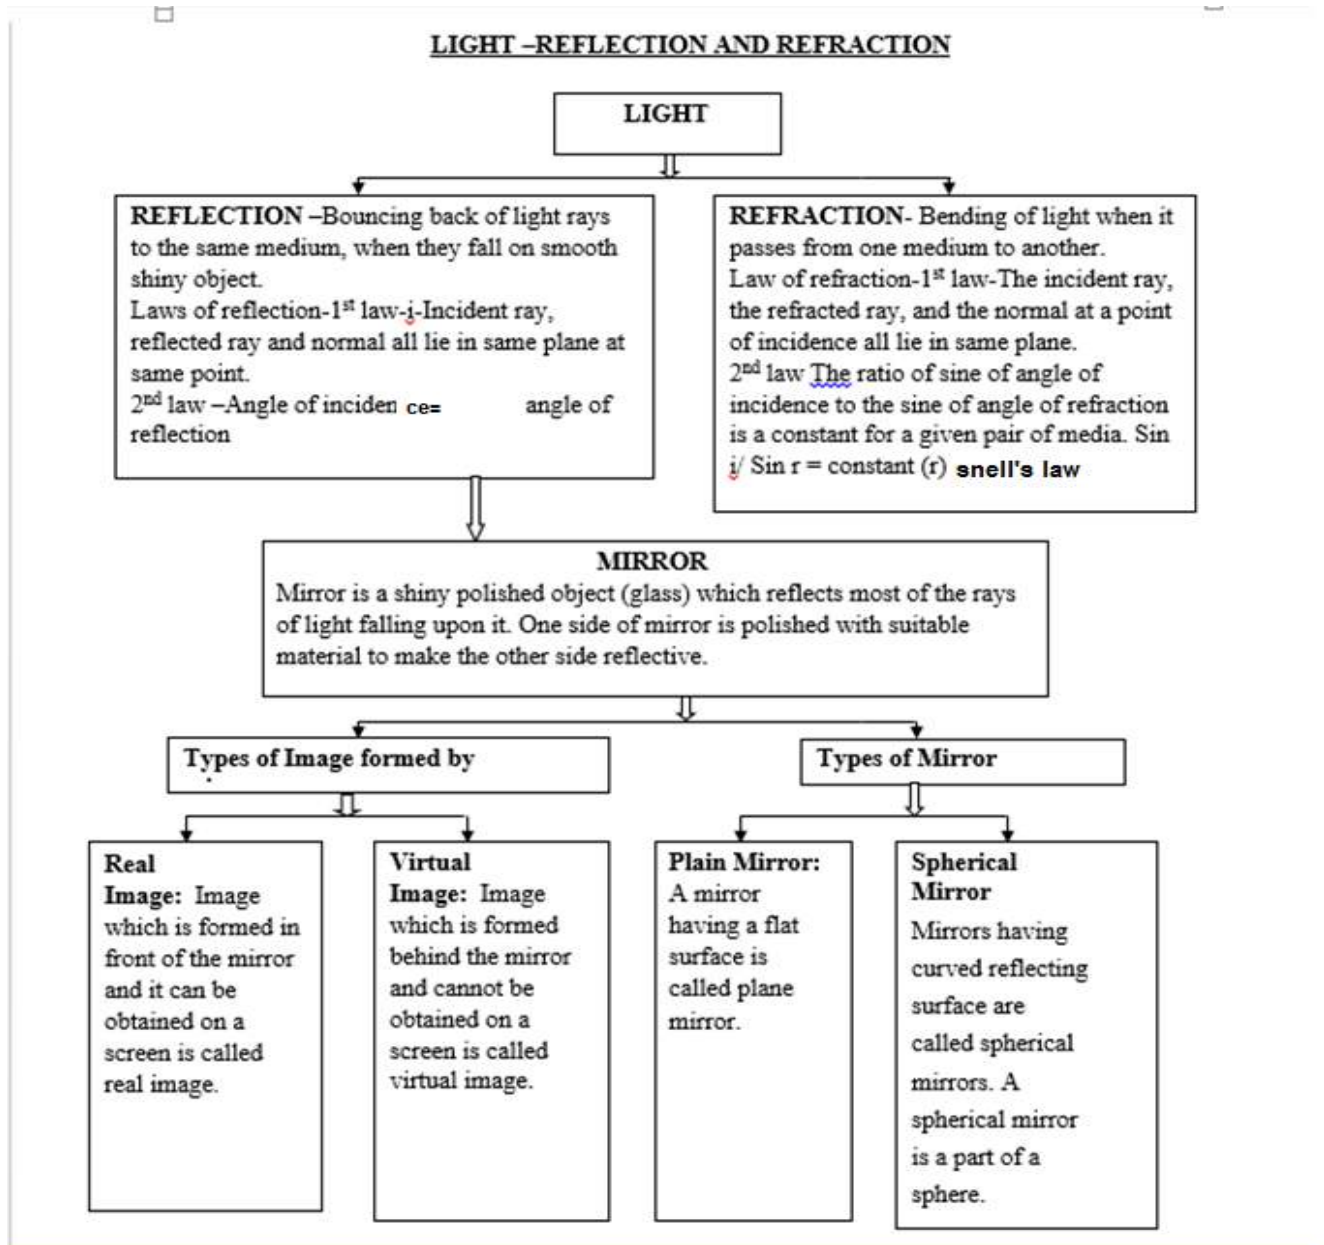 LIGHT –REFLECTION AND REFRACTION
LIGHT
REFLECTION –Bouncing back of light rays
to the same medium, when they fall on smooth
shiny object.
Laws of reflection-1st law-i-Incident ray,
reflected ray and normal all lie in same plane at
same point.
2nd law –Angle of inciden ce= angle of
reflection
REFRACTION- Bending of light when it
passes from one medium to another.
Law of refraction-1st law-The incident ray,
the refracted ray, and the normal at a point
of incidence all lie in same plane.
2nd law The ratio of sine of angle of
incidence to the sine of angle of refraction
is a constant for a given pair of media. Sin
i/ Sin r = constant (r) snell's law
MIRROR
Mirror is a shiny polished object (glass) which reflects most of the rays
of light falling upon it. One side of mirror is polished with suitable
material to make the other side reflective.
Types of Image formed by
Types of Mirror
Real
Image: Image
which is formed in
front of the mirror
and it can be
obtained on a
screen is called
real image.
Virtual
Image: Image
which is formed
behind the mirror
and cannot be
obtained on a
screen is called
virtual image.
Plain Mirror:
A mirror
having a flat
surface is
called plane
mirror.
Spherical
Mirror
Mirrors having
curved reflecting
surface are
called spherical
mirrors. A
spherical mirror
is a part of a
sphere.